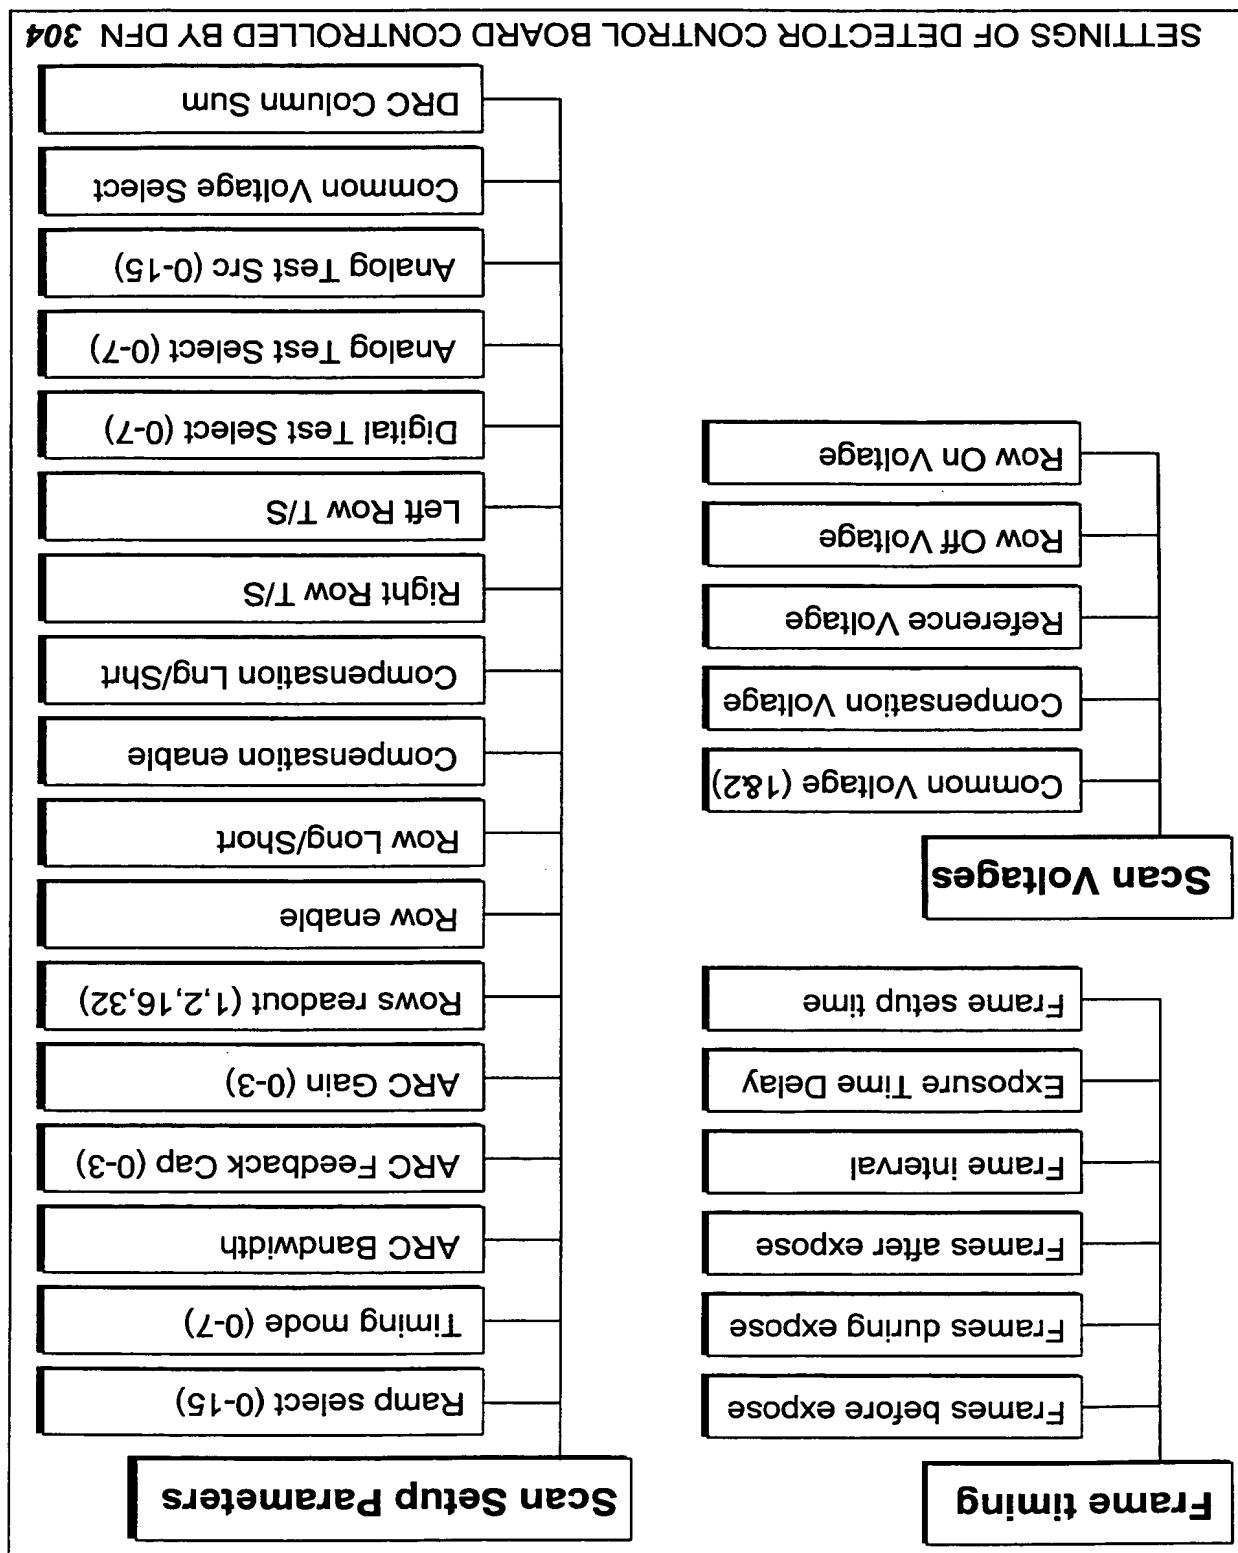 Frame timing
Frames before expose
Frames during expose
Frames after expose
Frame interval
Exposure Time Delay
Frame setup time
Scan Voltages
Common Voltage (1&2)
Compensation Voltage
Reference Voltage
Row Off Voltage
Row On Voltage
Scan Setup Parameters
Ramp select (0-15)
Timing mode (0-7)
ARC Bandwidth
ARC Feedback Cap (0-3)
ARC Gain (0-3)
Rows readout (1,2,16,32)
Row enable
Row Long/Short
Compensation enable
Compensation Lng/Shrt
Right Row T/S
Left Row T/S
Digital Test Select (0-7)
Analog Test Select (0-7)
Analog Test Src (0-15)
Common Voltage Select
DRC Column Sum
SETTINGS OF DETECTOR CONTROL BOARD CONTROLLED BY DFN 304